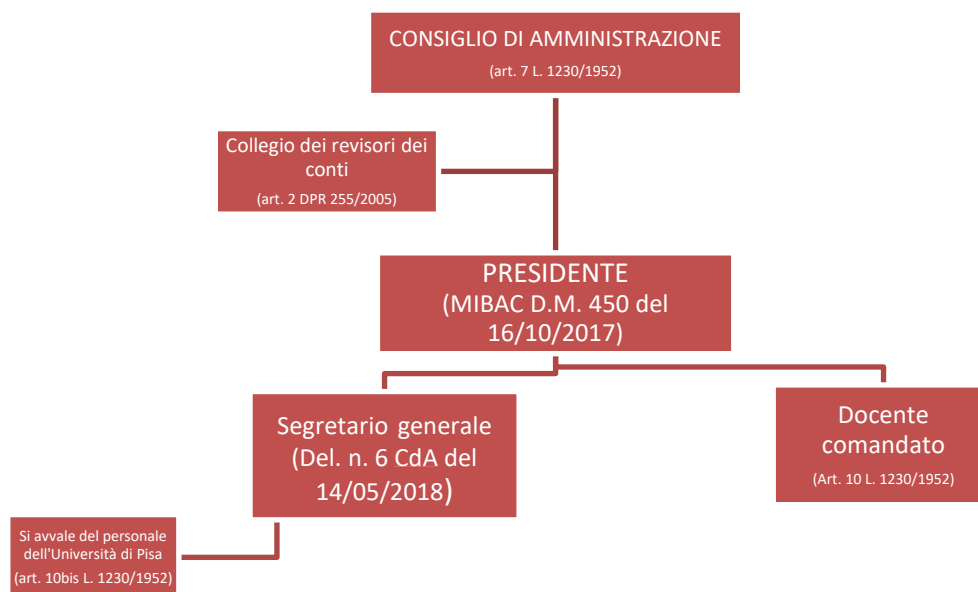 CONSIGLIO DI AMMINISTRAZIONE
(art. 7 L. 1230/1952)
Collegio dei revisori dei
conti
(art. 2 DPR 255/2005)
PRESIDENTE
(MIBAC D.M. 450 del
16/10/2017)
Segretario generale
(Del. n. 6 CdA del
14/05/2018)
Docente
comandato
(Art. 10 L. 1230/1952)
Si avvale del personale
dell'Università di Pisa
(art. 10bis L. 1230/1952)